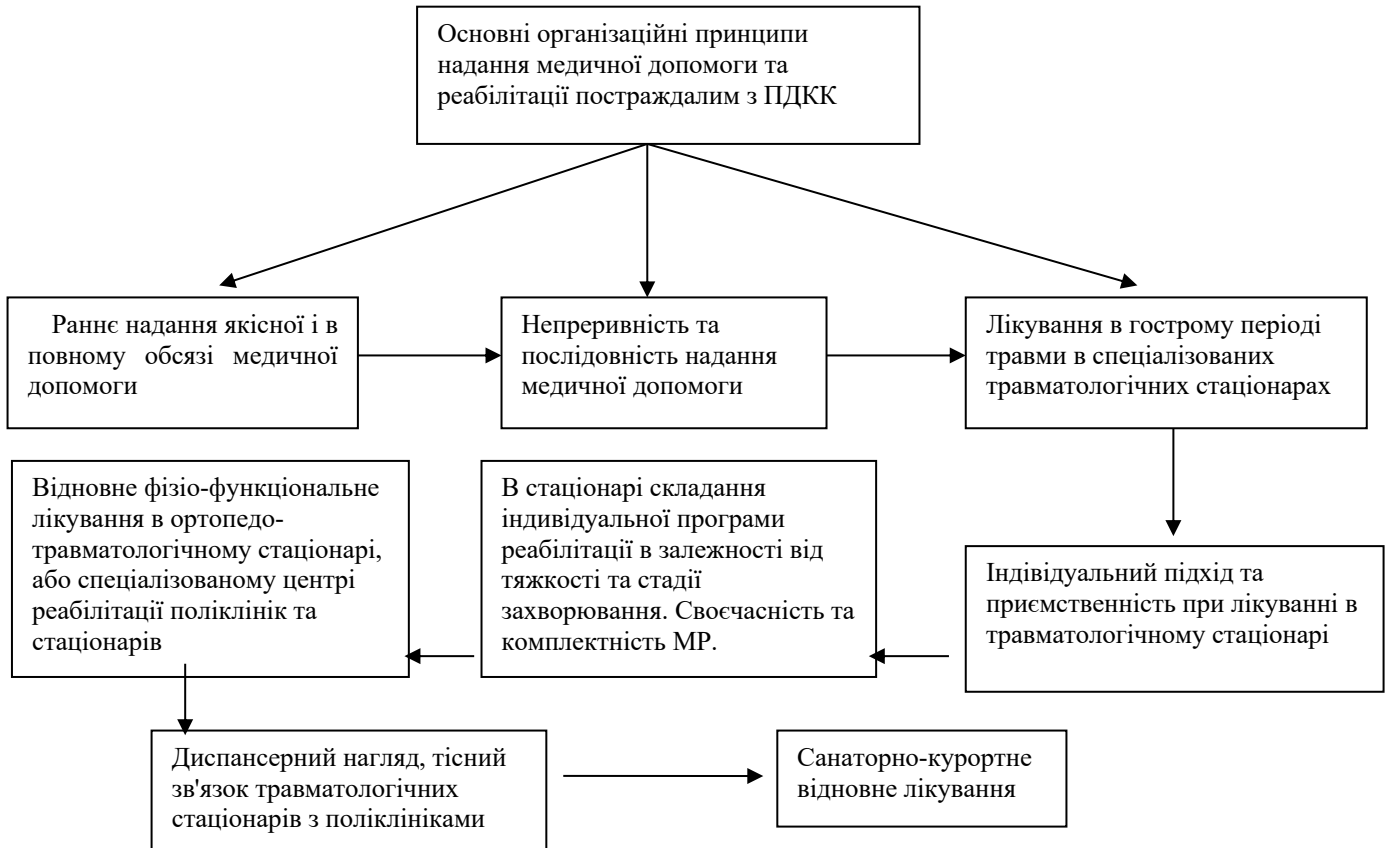 Основні організаційні принципи
надання медичної допомоги та
реабілітації постраждалим з ПДКК
Раннє надання якісної і в
повному обсязі медичної
допомоги
Непреривність та
послідовність надання
медичної допомоги
Лікування в гострому періоді
травми в спеціалізованих
травматологічних стаціонарах
Відновне фізіо-функціональне
лікування в ортопедо-
травматологічному стаціонарі,
або спеціалізованому центрі
реабілітації поліклінік та
стаціонарів
В стаціонарі складання
індивідуальної програми
реабілітації в залежності від
тяжкості та стадії
захворювання. Своєчасність та
комплектність МР.
Індівідуальний підхід та
приємственність при лікуванні в
травматологічному стаціонарі
Диспансерний нагляд, тісний
зв'язок травматологічних
стаціонарів з поліклініками
Санаторно-курортне
відновне лікування